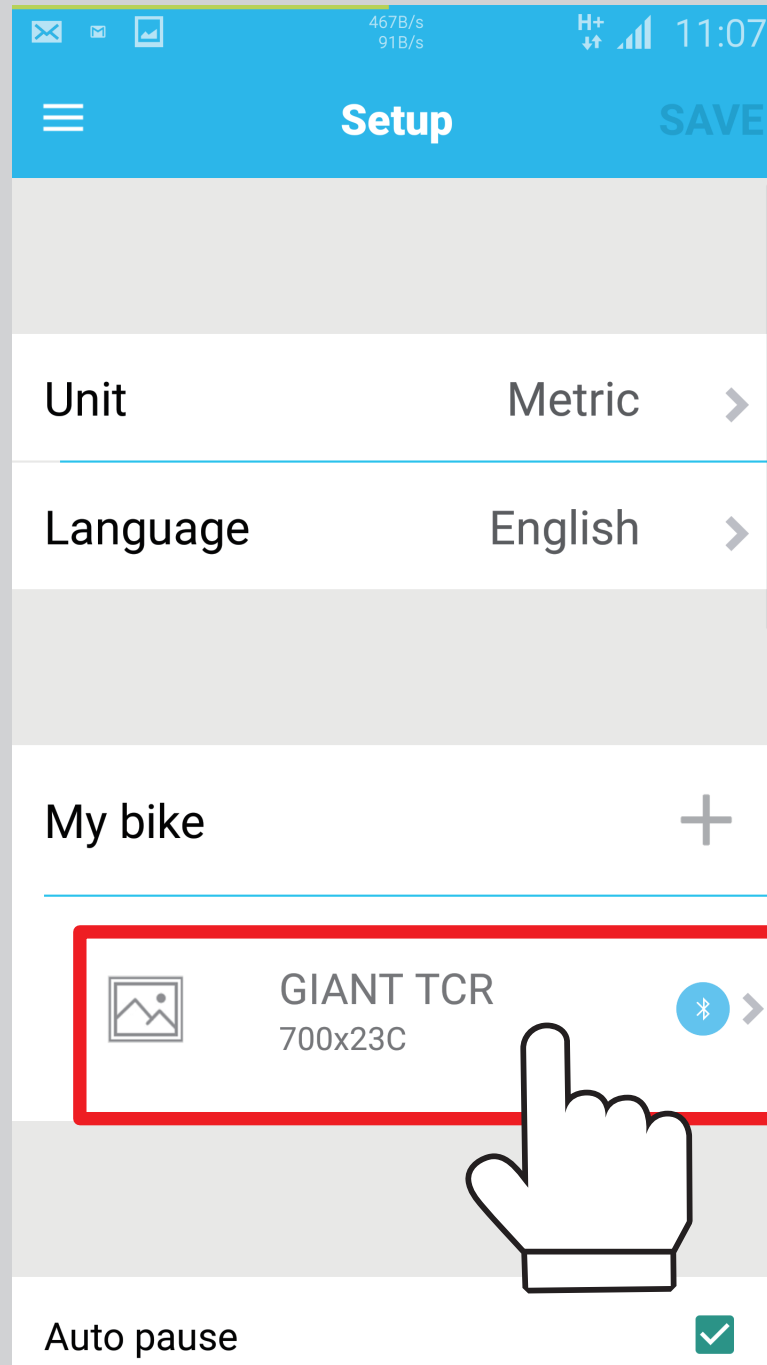 467B/s
91B/s
H+
11:07
Setup
SAVE
Unit
Metric
Language
English
My bike
GIANT TCR
700x23C
Auto pause